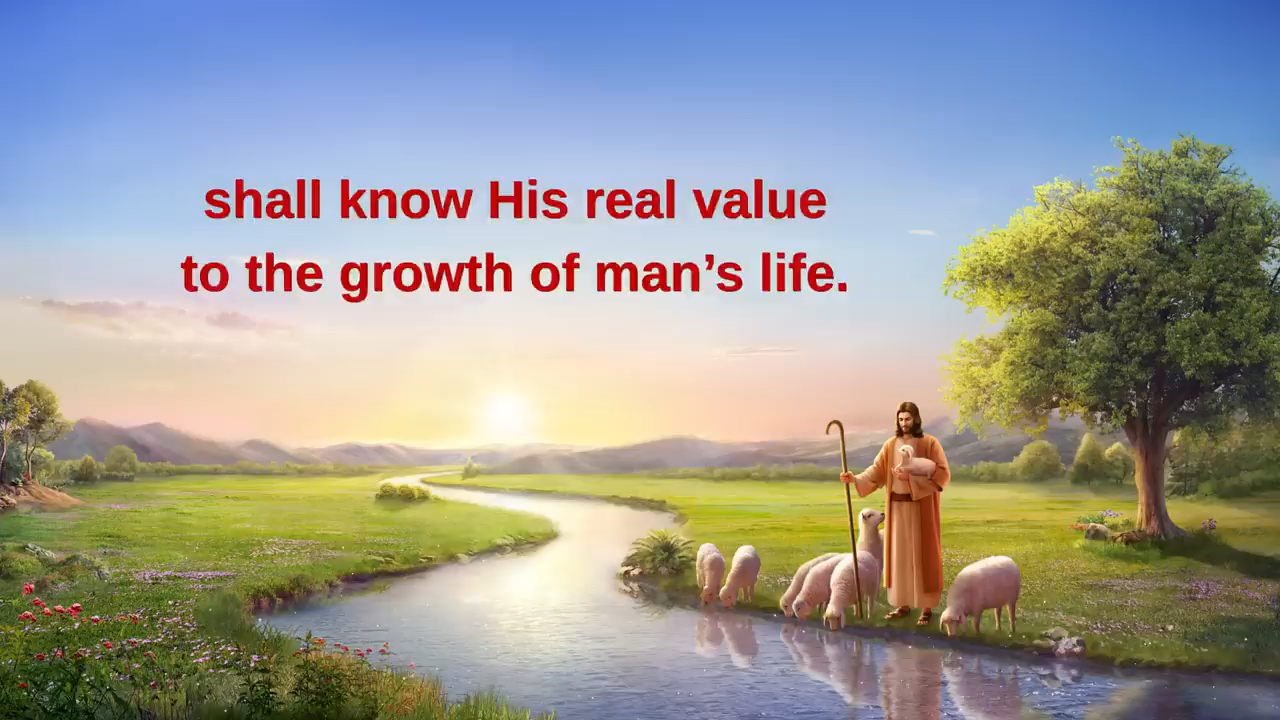 shall know His real value
to the growth of man’s life.